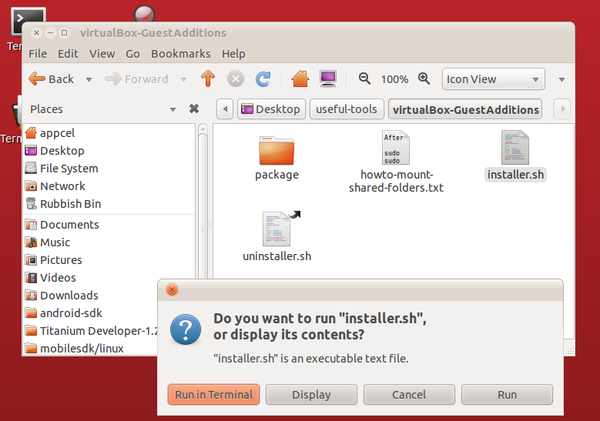 Ter
Term
virtualBox-GuestAdditions
File Edit View Go Bookmarks Help
Back Forward 100% Icon View
Places
Desktop useful-tools virtualBox-GuestAdditions
appcel
Desktop
File System
Network
Rubbish Bin
Documents
Music
Pictures
Videos
Downloads
android-sdk
Titanium Developer-1.2
mobilesdk/linux
package
After
sudo
sudo
howto-mount-
shared-folders.txt
installer.sh
uninstaller.sh
Do you want to run "installer.sh",
or display its contents?
"installer.sh" is an executable text file.
Run in Terminal Display Cancel Run